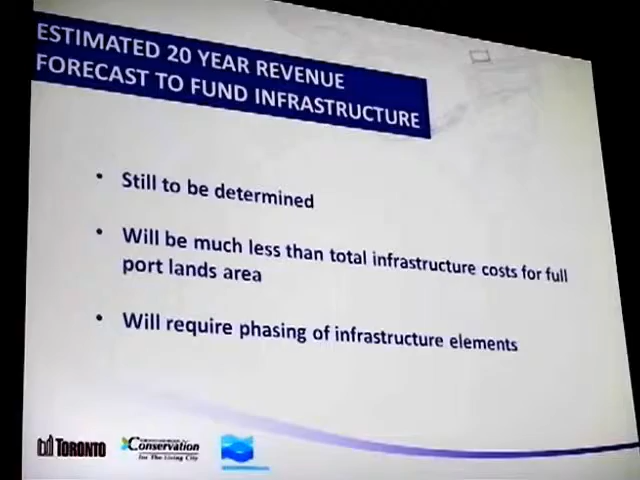 ESTIMATED 20 YEAR REVENUE
FORECAST TO FUND INFRASTRUCTURE
• Still to be determined
• Will be much less than total infrastructure costs for full
port lands area
• Will require phasing of infrastructure elements
TORONTO
Conservation
for The Living City